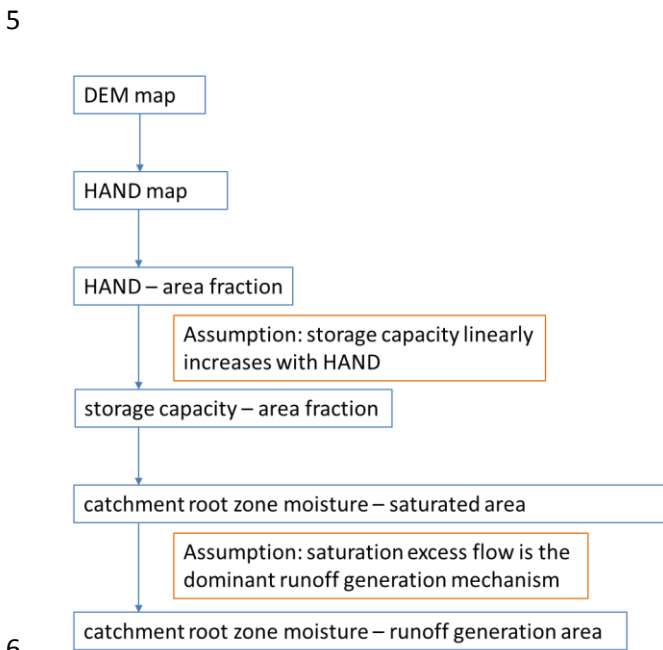 5
DEM map
HAND map
HAND – area fraction
Assumption: storage capacity linearly
increases with HAND
storage capacity – area fraction
catchment root zone moisture – saturated area
Assumption: saturation excess flow is the
dominant runoff generation mechanism
catchment root zone moisture – runoff generation area
6